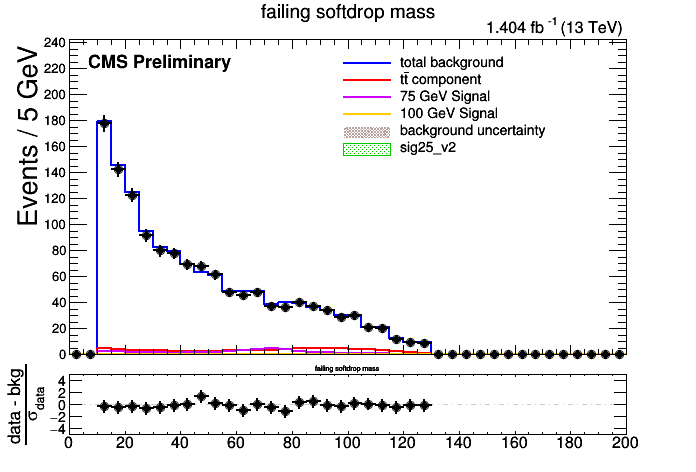 failing softdrop mass
1.404 fb⁻¹ (13 TeV)
CMS Preliminary
total background
tt̄ component
75 GeV Signal
100 GeV Signal
background uncertainty
sig25_v2
Events / 5 GeV
240
220
200
180
160
140
120
100
80
60
40
20
0
failing softdrop mass
data - bkg
σ data
4
2
0
−2
−4
0 20 40 60 80 100 120 140 160 180 200